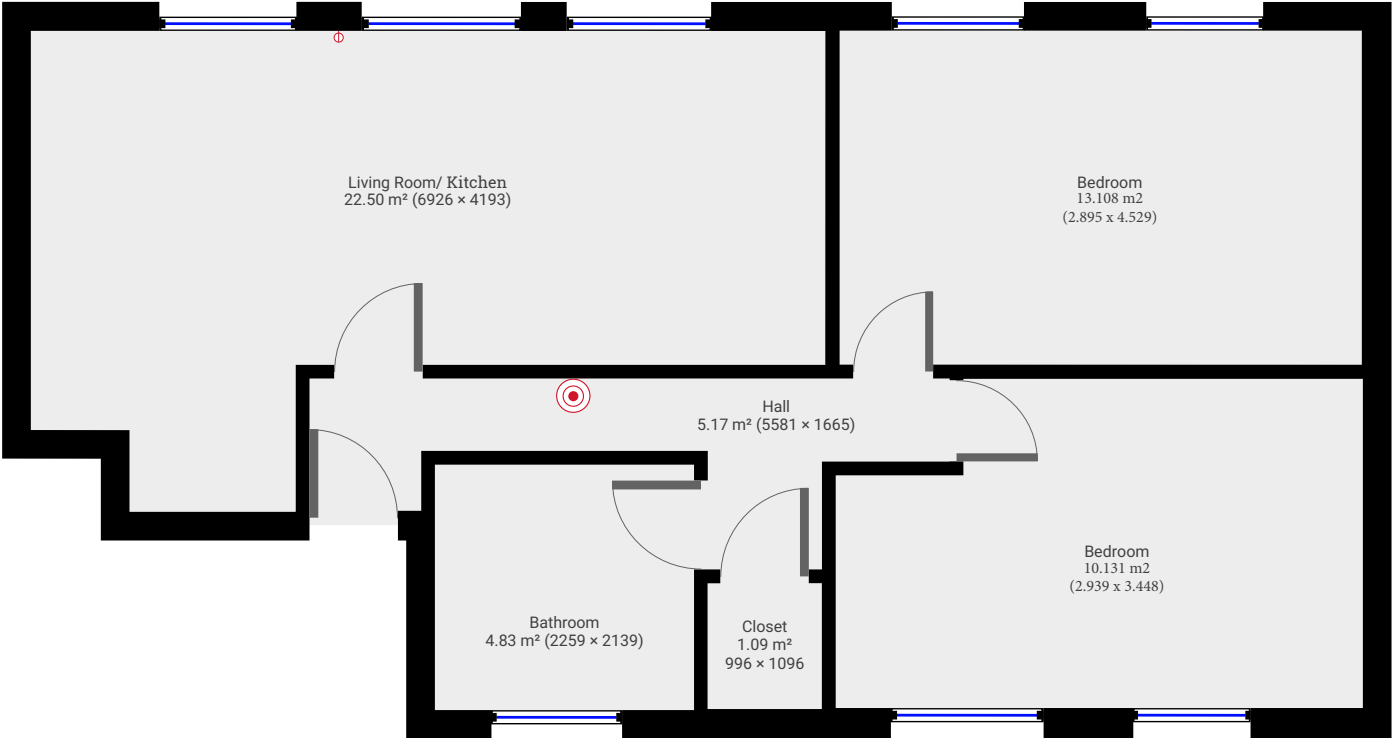 Living Room/ Kitchen
22.50 m² (6926 × 4193)
Bedroom
13.108 m2
(2.895 x 4.529)
Hall
5.17 m² (5581 × 1665)
Bedroom
10.131 m2
(2.939 x 3.448)
Bathroom
4.83 m² (2259 × 2139)
Closet
1.09 m²
996 × 1096